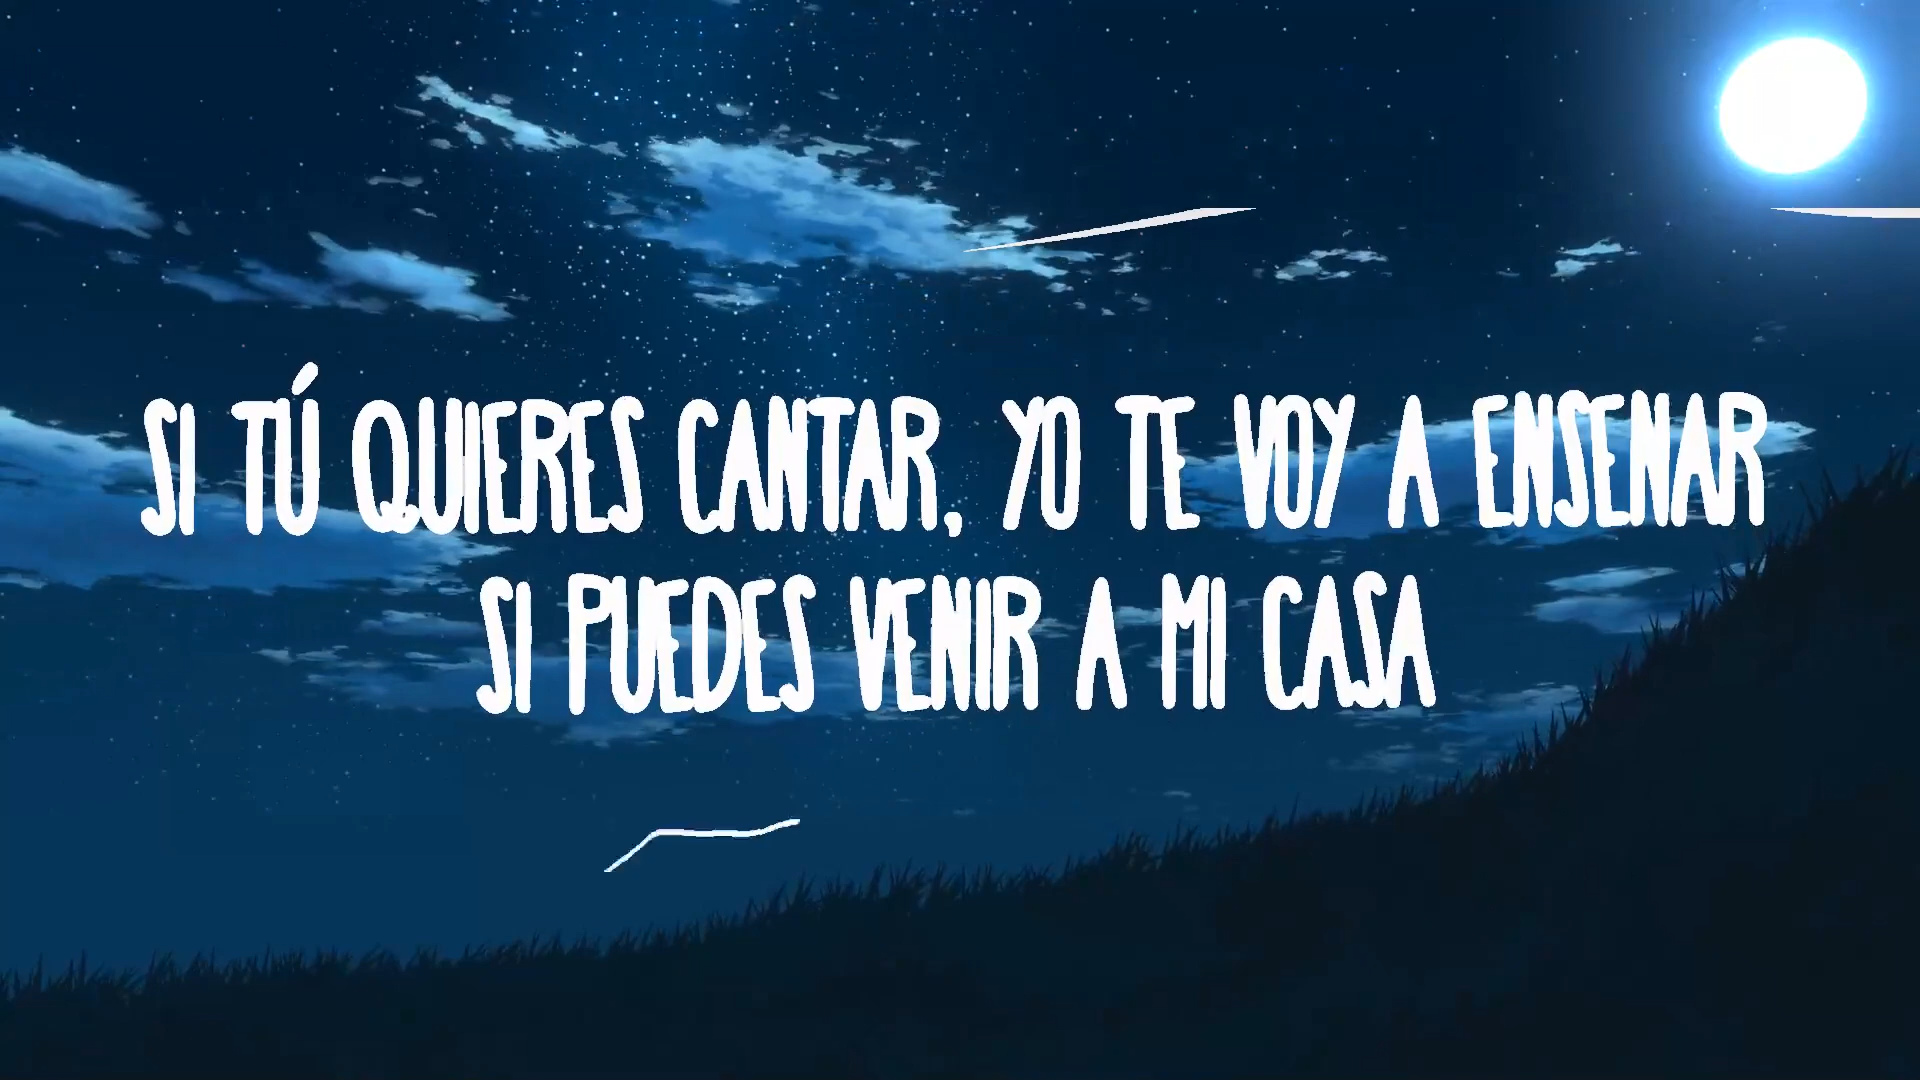 SI TÚ QUIERES CANTAR, YO TE VOY A ENSENAR
SI PUEDES VENIR A MI CASA